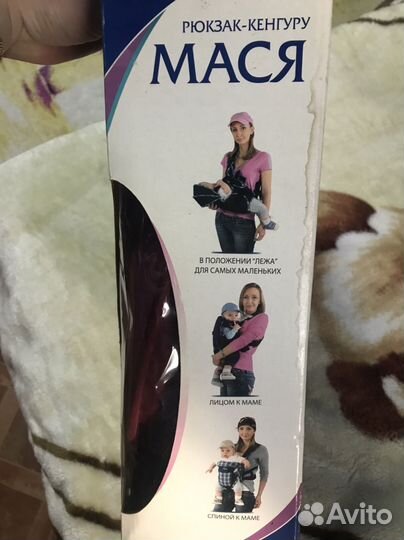 РЮКЗАК-КЕНГУРУ
МАСЯ
В ПОЛОЖЕНИИ "ЛЕЖА"
ДЛЯ САМЫХ МАЛЕНЬКИХ
ЛИЦОМ К МАМЕ
СПИНОЙ К МАМЕ
Avito